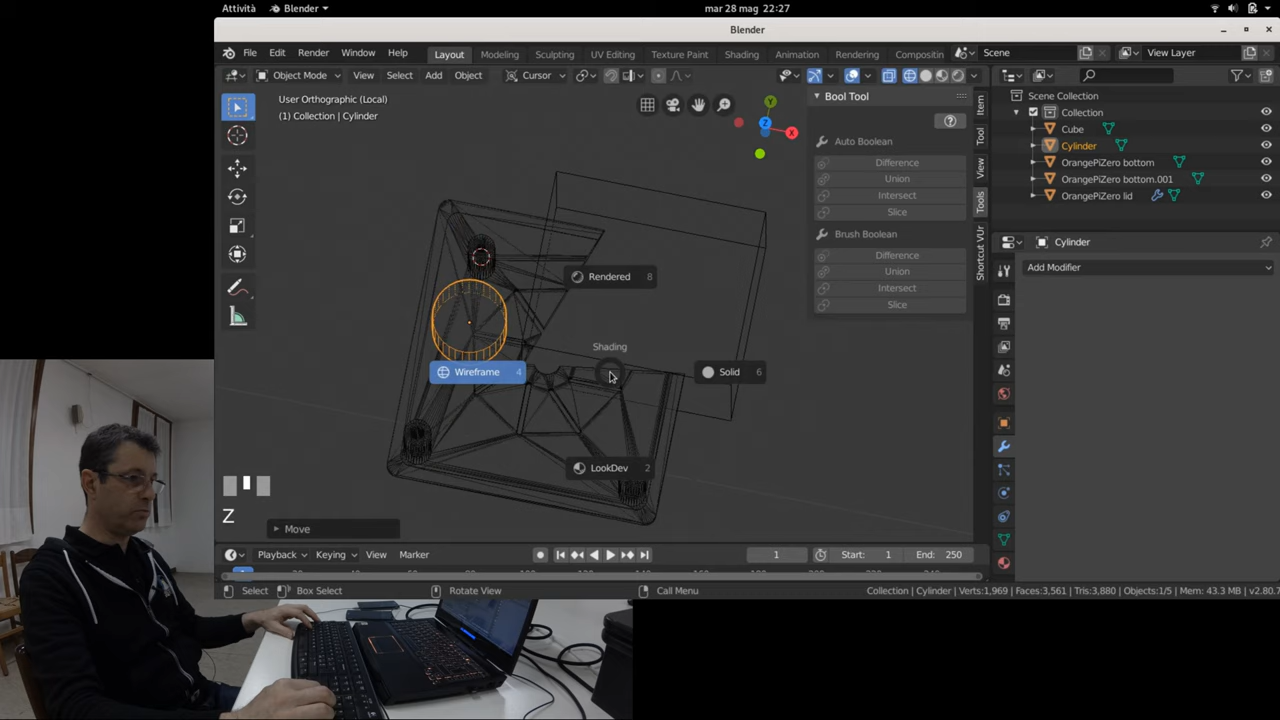 Attività
Blender
mar 28 mag 22:27
Blender
File Edit Render Window Help
Layout Modeling Sculpting UV Editing Texture Paint Shading Animation Rendering Compositin
Scene
View Layer
Object Mode View Select Add Object Cursor
User Orthographic (Local)
(1) Collection | Cylinder
Y
Z
X
Bool Tool
Auto Boolean
Difference
Union
Intersect
Slice
Brush Boolean
Difference
Union
Intersect
Slice
Item
Tool
View
Tools
Shortcut VUr
Scene Collection
Collection
Cube
Cylinder
OrangePiZero bottom
OrangePiZero bottom.001
OrangePiZero lid
Cylinder
Add Modifier
Rendered 8
Shading
Wireframe 4
Solid 6
LookDev 2
Z
Move
Playback Keying View Marker
1
Start: 1
End: 250
Select
Box Select
Rotate View
Call Menu
Collection | Cylinder | Verts:1,969 | Faces:3,561 | Tris:3,880 | Objects:1/5 | Mem: 43.3 MB | v2.80.7